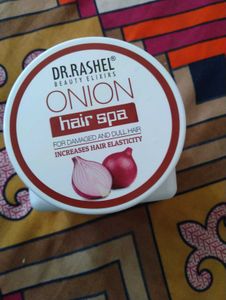 DR.RASHEL®
BEAUTY ELIXIRS
ONION
hair spa
FOR DAMAGED AND DULL HAIR
INCREASES HAIR ELASTICITY